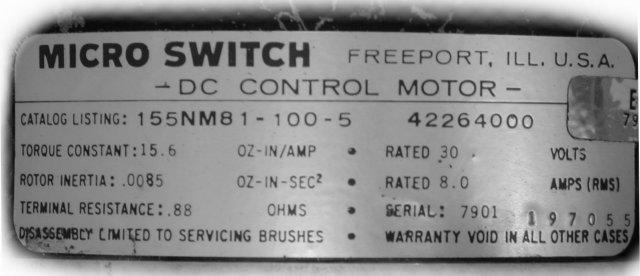 MICRO SWITCH FREEPORT, ILL. U.S.A.
- DC CONTROL MOTOR -
CATALOG LISTING: 155NM81-100-5 42264000
TORQUE CONSTANT: 15.6 OZ-IN/AMP • RATED 30 VOLTS
ROTOR INERTIA: .0085 OZ-IN-SEC² • RATED 8.0 AMPS (RMS)
TERMINAL RESISTANCE: .88 OHMS • SERIAL: 7901 197055
DISASSEMBLY LIMITED TO SERVICING BRUSHES • WARRANTY VOID IN ALL OTHER CASES